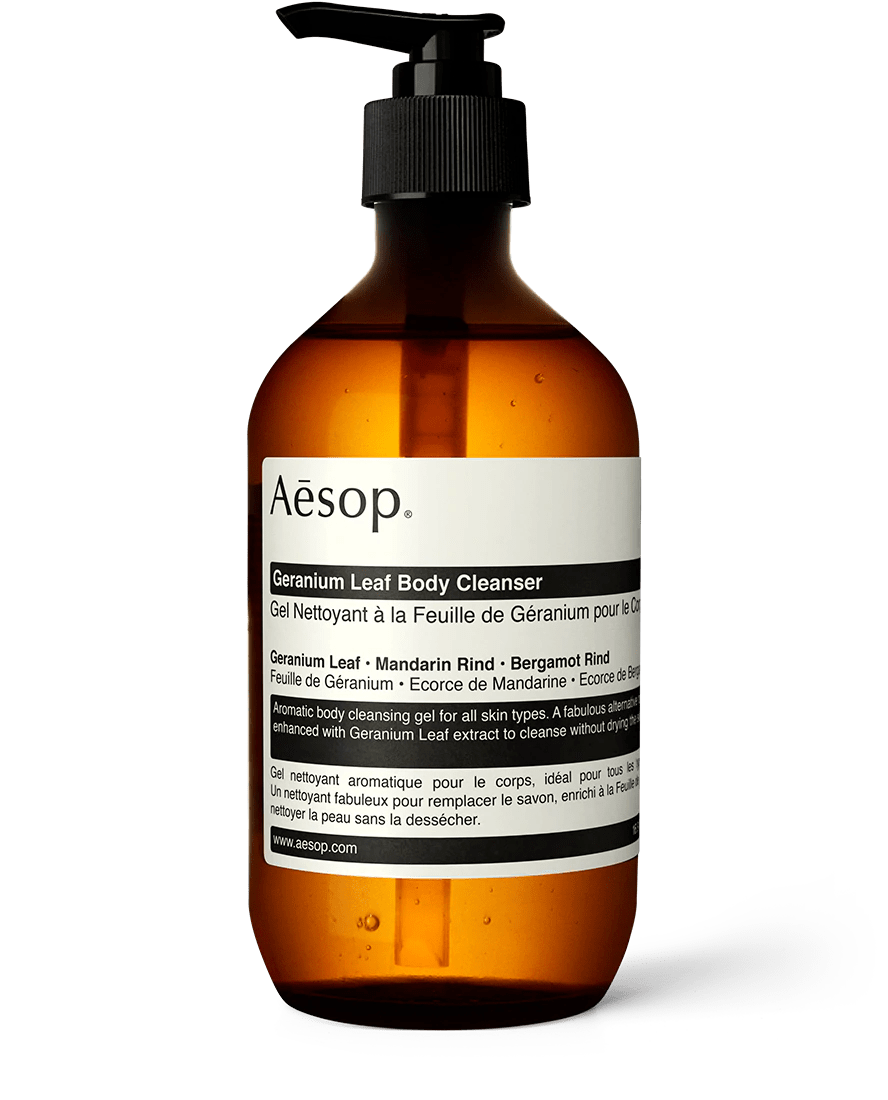 Aēsop®
Geranium Leaf Body Cleanser
Gel Nettoyant à la Feuille de Géranium pour le
Geranium Leaf • Mandarin Rind • Bergamot Rind
Feuille de Géranium • Ecorce de Mandarine • Ecorce de
Aromatic body cleansing gel for all skin types. A fabulous alternative
enhanced with Geranium Leaf extract to cleanse without drying the
Gel nettoyant aromatique pour le corps, idéal pour tous les
Un nettoyant fabuleux pour remplacer le savon, enrichi à la Feuille
nettoyer la peau sans la dessécher.
www.aesop.com